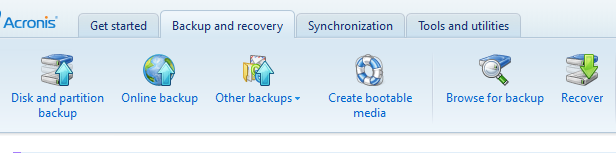 Acronis®
Get started
Backup and recovery
Synchronization
Tools and utilities
Disk and partition
backup
Online backup
Other backups
Create bootable
media
Browse for backup
Recover